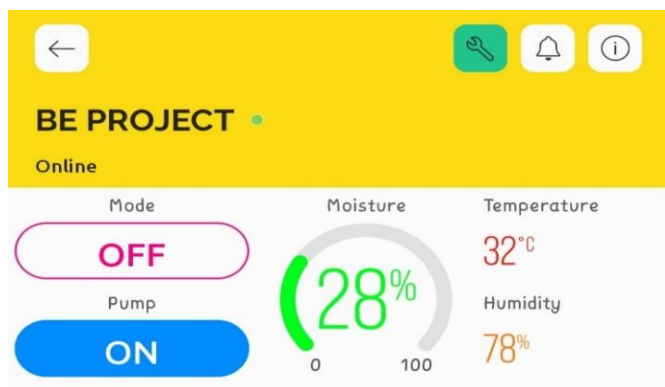 BE PROJECT
Online
Mode
OFF
Pump
ON
Moisture
28%
0 100
Temperature
32°C
Humidity
78%